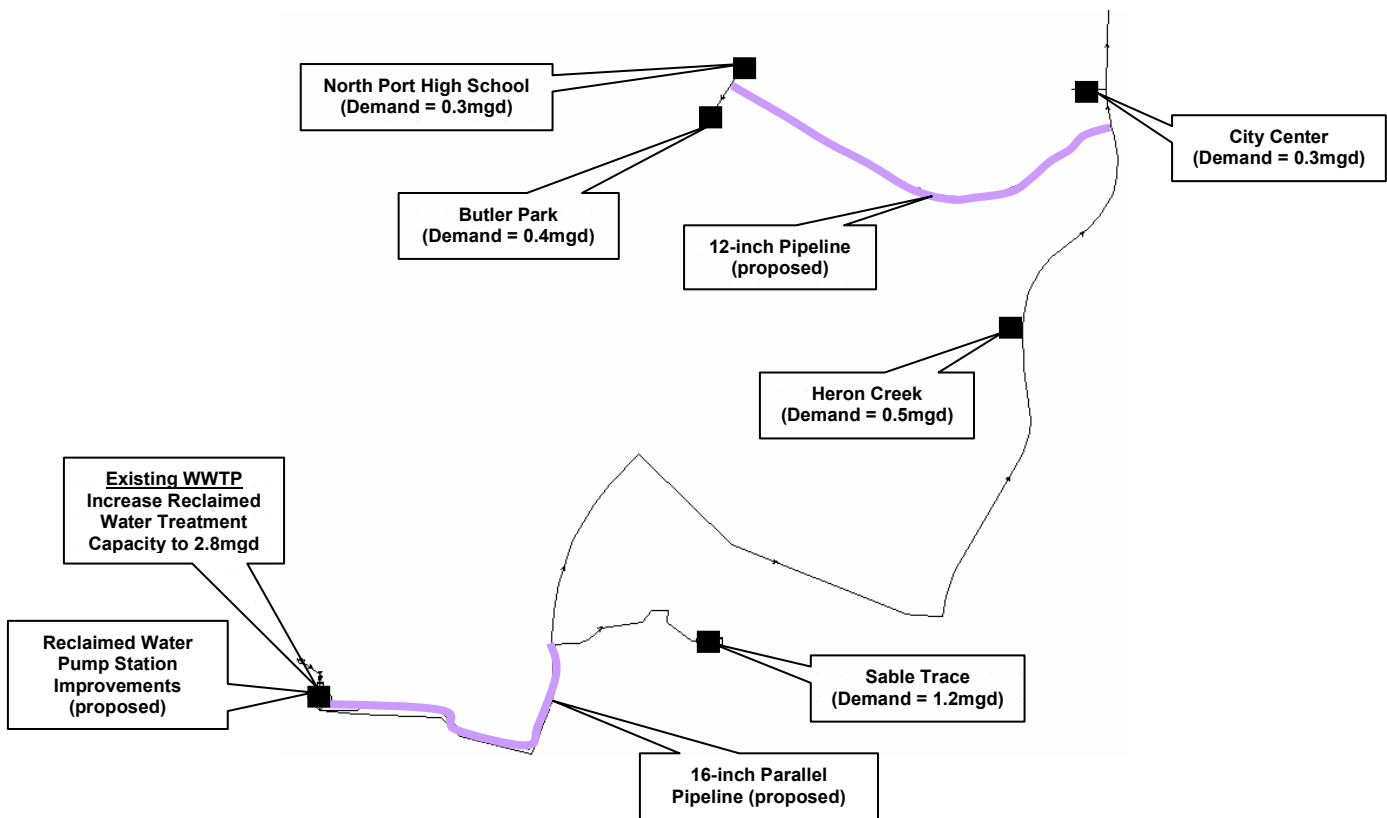 North Port High School
(Demand = 0.3mgd)
City Center
(Demand = 0.3mgd)
Butler Park
(Demand = 0.4mgd)
12-inch Pipeline
(proposed)
Heron Creek
(Demand = 0.5mgd)
Existing WWTP
Increase Reclaimed
Water Treatment
Capacity to 2.8mgd
Reclaimed Water
Pump Station
Improvements
(proposed)
Sable Trace
(Demand = 1.2mgd)
16-inch Parallel
Pipeline (proposed)